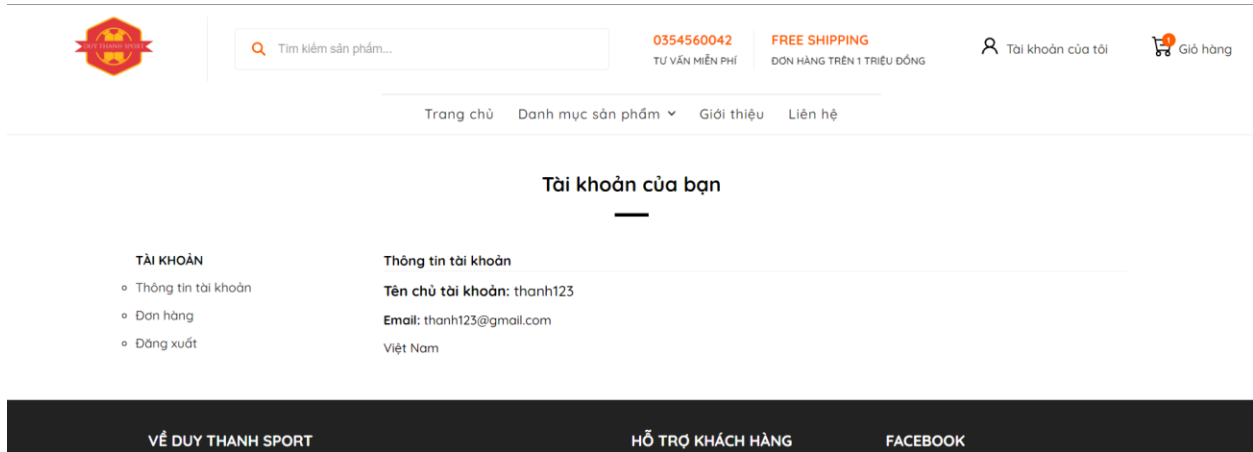 DUY THANH SPORT
Tìm kiếm sản phẩm...
0354560042
TƯ VẤN MIỄN PHÍ
FREE SHIPPING
ĐƠN HÀNG TRÊN 1 TRIỆU ĐỒNG
Tài khoản của tôi
1
Giỏ hàng
Trang chủ Danh mục sản phẩm Giới thiệu Liên hệ
Tài khoản của bạn
TÀI KHOẢN
Thông tin tài khoản
Đơn hàng
Đăng xuất
Thông tin tài khoản
Tên chủ tài khoản: thanh123
Email: thanh123@gmail.com
Việt Nam
VỀ DUY THANH SPORT
HỖ TRỢ KHÁCH HÀNG
FACEBOOK